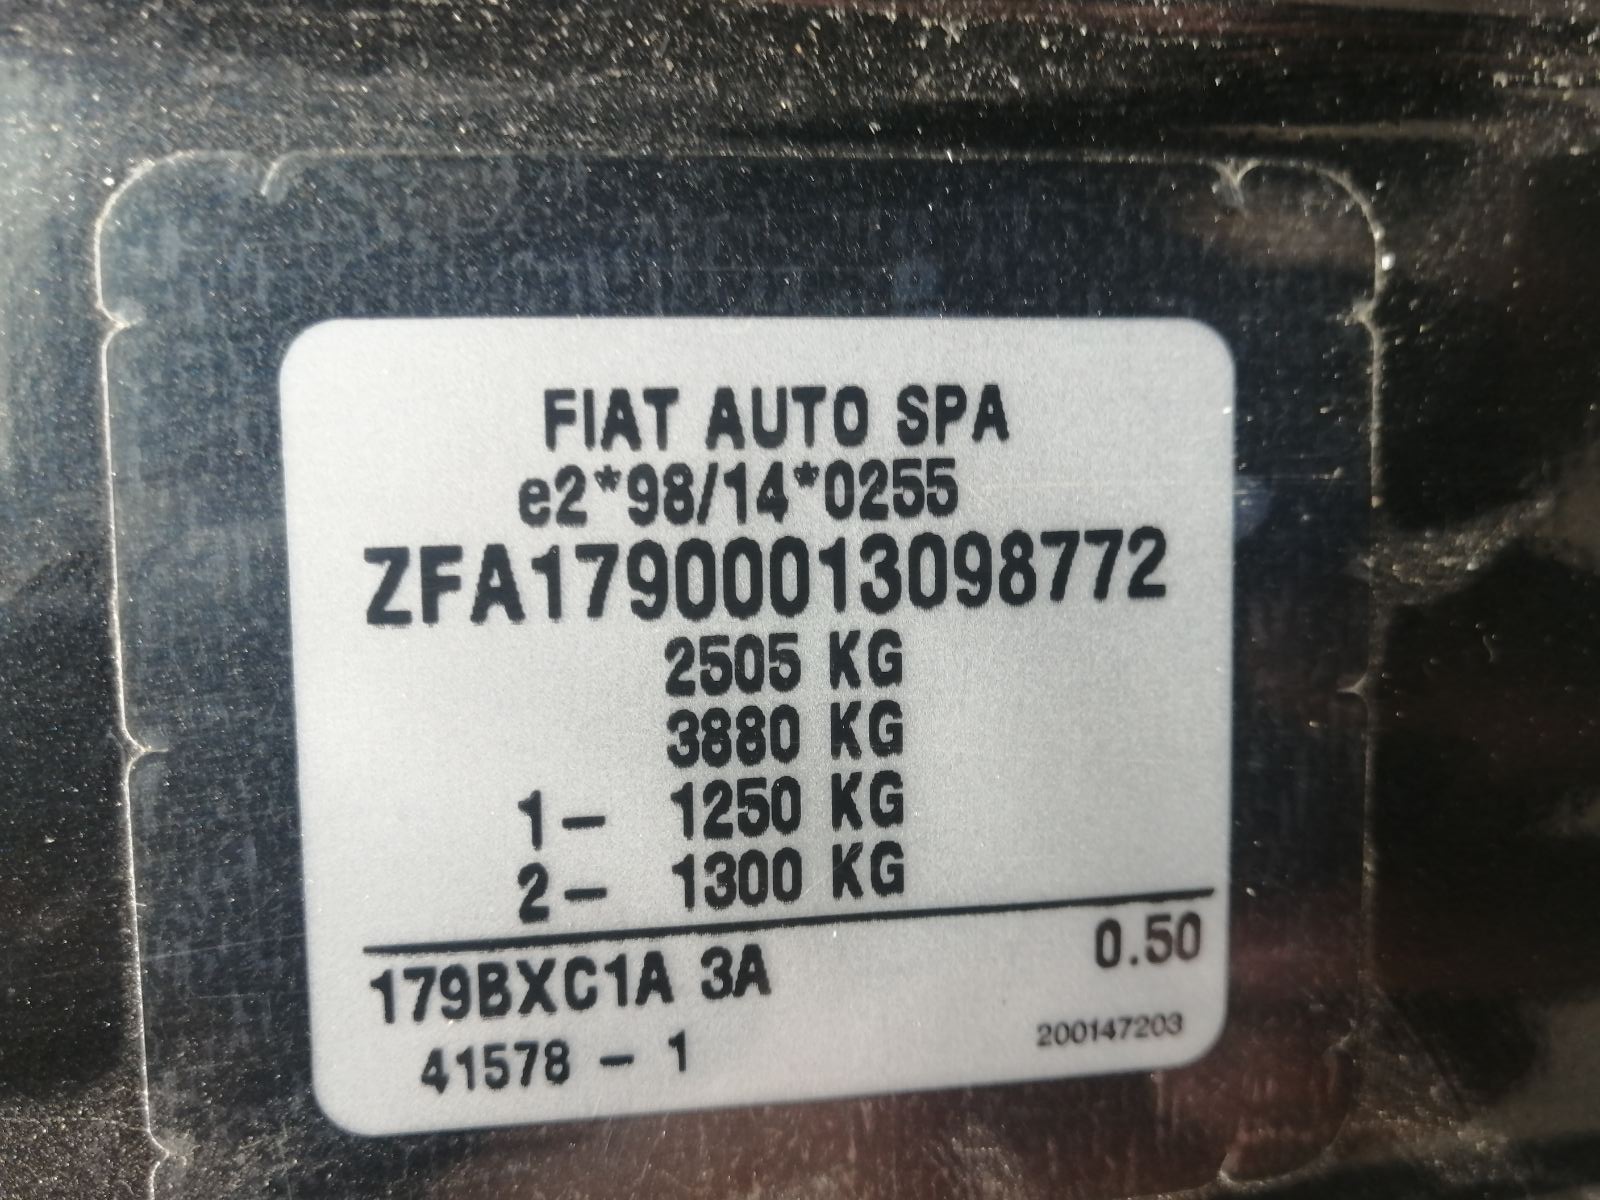 FIAT AUTO SPA
e2*98/14*0255
ZFA17900013098772
2505 KG
3880 KG
1- 1250 KG
2- 1300 KG
179BXC1A 3A 0.50
41578 - 1 200147203